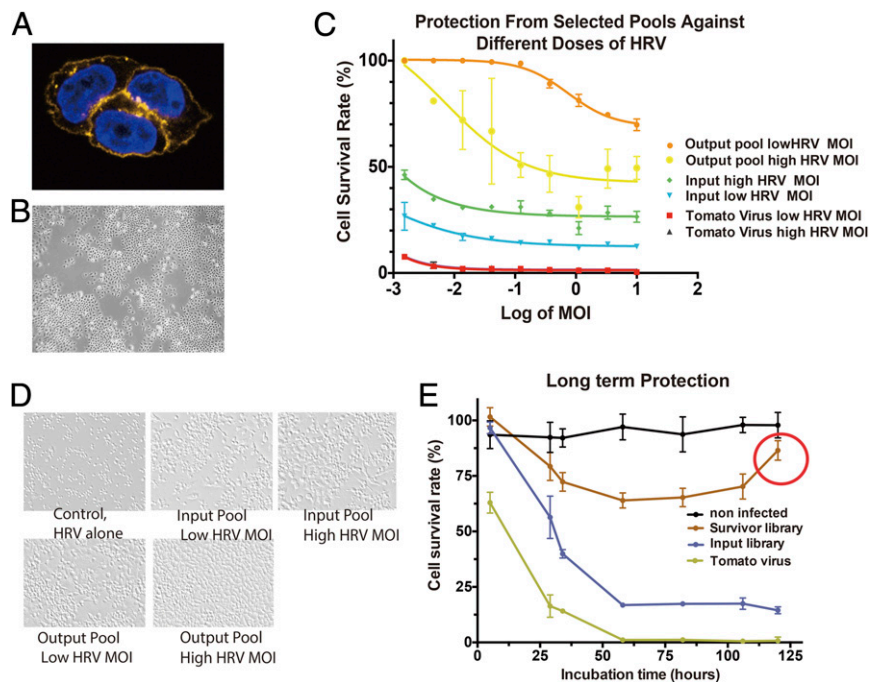 A
B
C
Protection From Selected Pools Against
Different Doses of HRV
100
50
0
Cell Survival Rate (%)
-3
-2
-1
0
1
2
Log of MOI
Output pool lowHRV MOI
Output pool high HRV MOI
Input high HRV MOI
Input low HRV MOI
Tomato Virus low HRV MOI
Tomato Virus high HRV MOI
D
Control,
HRV alone
Input Pool
Low HRV MOI
Input Pool
High HRV MOI
Output Pool
Low HRV MOI
Output Pool
High HRV MOI
E
Long term Protection
100
75
50
25
0
Cell survival rate (%)
non infected
Survivor library
Input library
Tomato virus
0
25
50
75
100
125
Incubation time (hours)